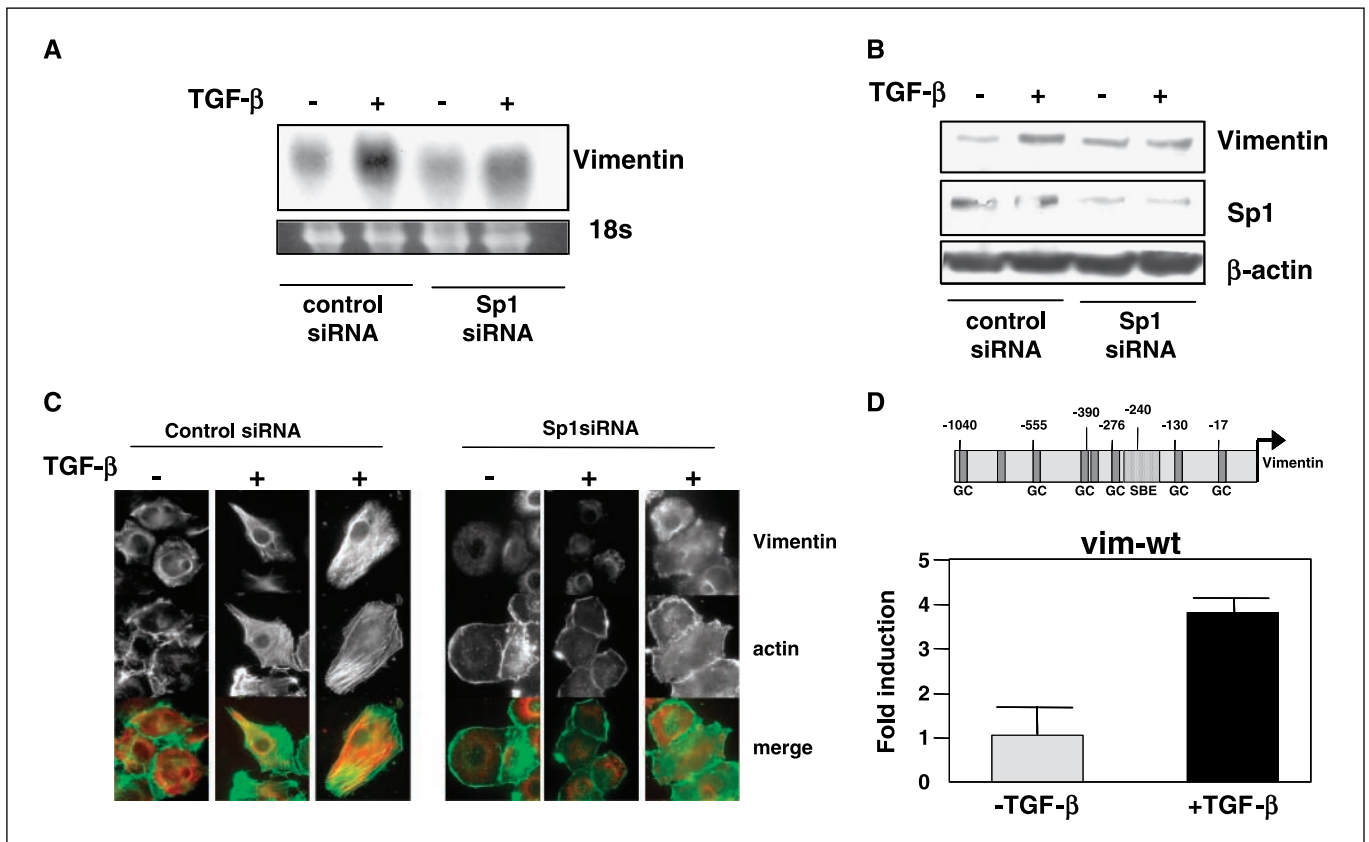 A
TGF-β - + - +
Vimentin
18s
control siRNA
Sp1 siRNA
B
TGF-β - + - +
Vimentin
Sp1
β-actin
control siRNA
Sp1 siRNA
C
Control siRNA
Sp1siRNA
TGF-β - + + - + +
Vimentin
actin
merge
D
-1040 -555 -390 -276 -240 -130 -17
Vimentin
GC GC GC GC SBE GC GC
vim-wt
Fold induction
5
4
3
2
1
0
-TGF-β +TGF-β